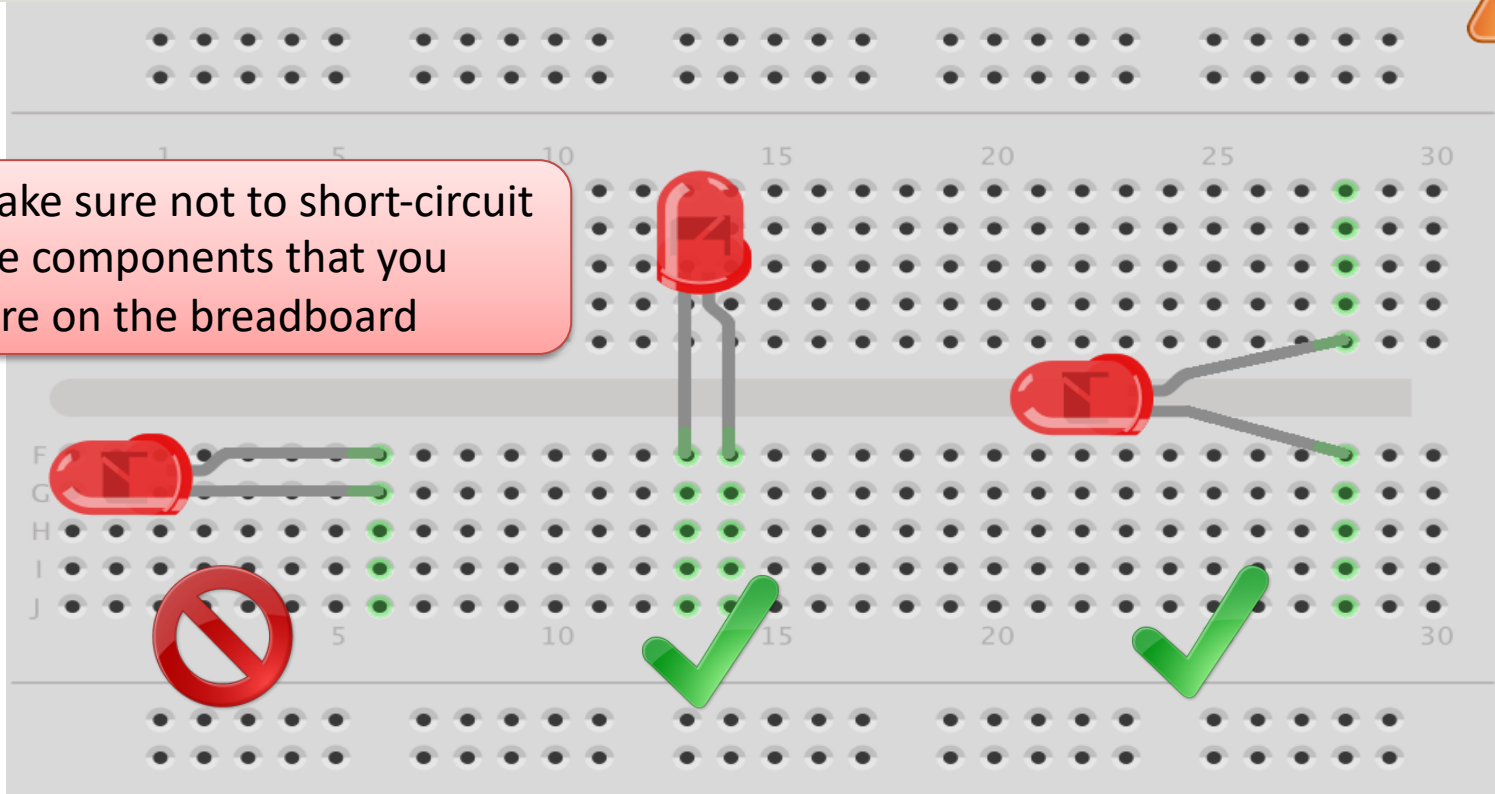 1 5 10 15 20 25 30
ake sure not to short-circuit
e components that you
re on the breadboard
F
G
H
I
J
5 10 15 20 30